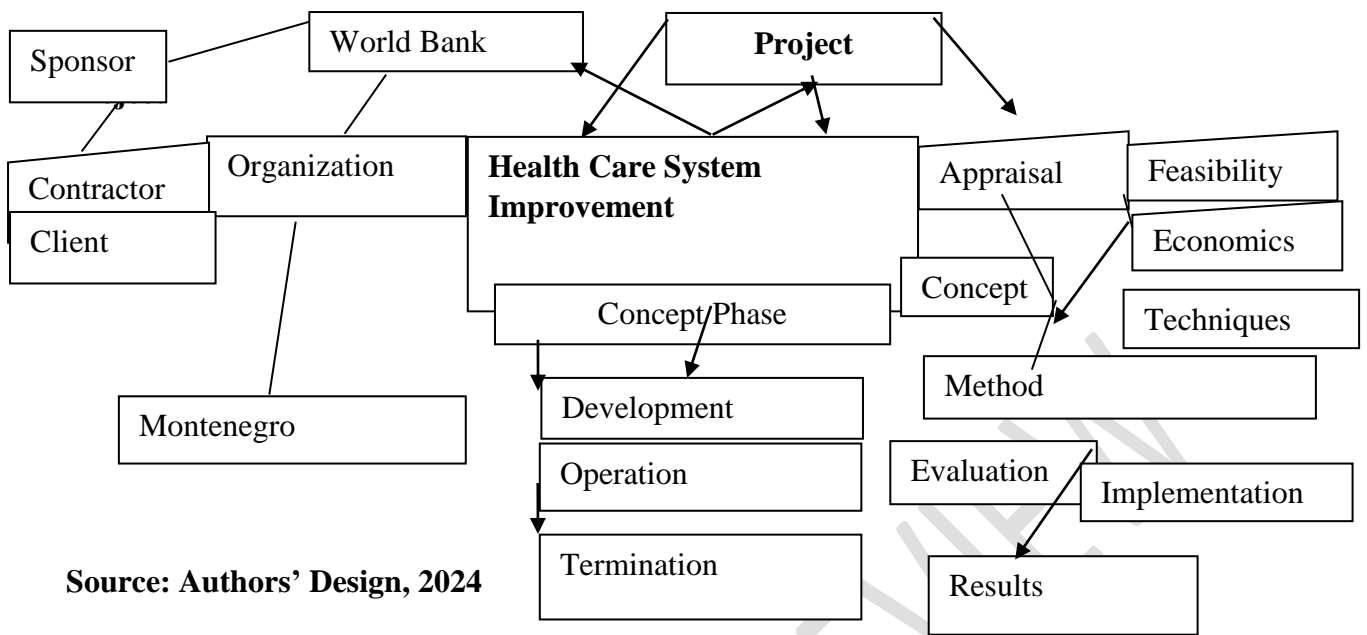 World Bank
Project
Sponsor
Organization
Health Care System
Improvement
Appraisal
Feasibility
Contractor
Client
Economics
Concept
Concept Phase
Techniques
Method
Development
Montenegro
Operation
Evaluation
Implementation
Termination
Results
Source: Authors’ Design, 2024